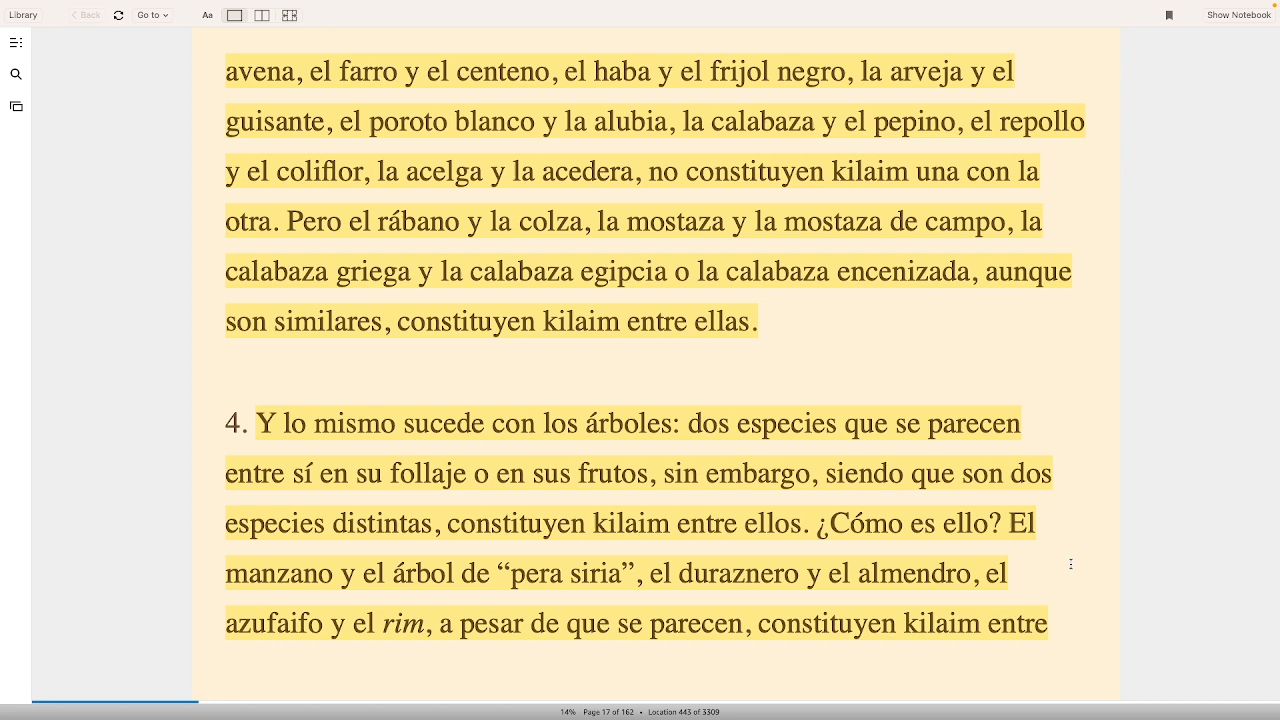 Library
Back
Go to
Aa
Show Notebook
avena, el farro y el centeno, el haba y el frijol negro, la arveja y el
guisante, el poroto blanco y la alubia, la calabaza y el pepino, el repollo
y el coliflor, la acelga y la acedera, no constituyen kilaim una con la
otra. Pero el rábano y la colza, la mostaza y la mostaza de campo, la
calabaza griega y la calabaza egipcia o la calabaza encenizada, aunque
son similares, constituyen kilaim entre ellas.
4. Y lo mismo sucede con los árboles: dos especies que se parecen
entre sí en su follaje o en sus frutos, sin embargo, siendo que son dos
especies distintas, constituyen kilaim entre ellos. ¿Cómo es ello? El
manzano y el árbol de “pera siria”, el duraznero y el almendro, el
azufaifo y el rim, a pesar de que se parecen, constituyen kilaim entre
14% Page 17 of 162 • Location 443 of 3309